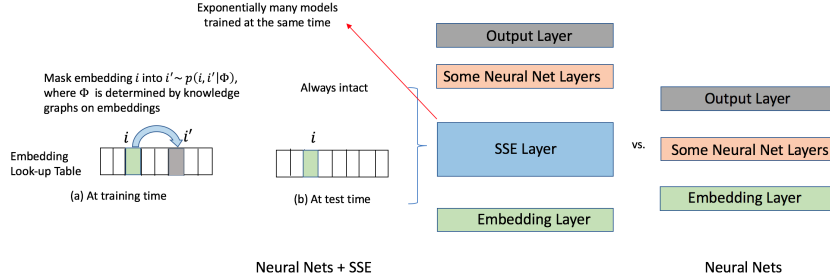 Exponentially many models
trained at the same time
Mask embedding i into i′~ p(i, i′|Φ),
where Φ is determined by knowledge
graphs on embeddings
i
i′
Embedding
Look-up Table
(a) At training time
Always intact
i
(b) At test time
Output Layer
Some Neural Net Layers
SSE Layer
Embedding Layer
vs.
Output Layer
Some Neural Net Layers
Embedding Layer
Neural Nets + SSE
Neural Nets